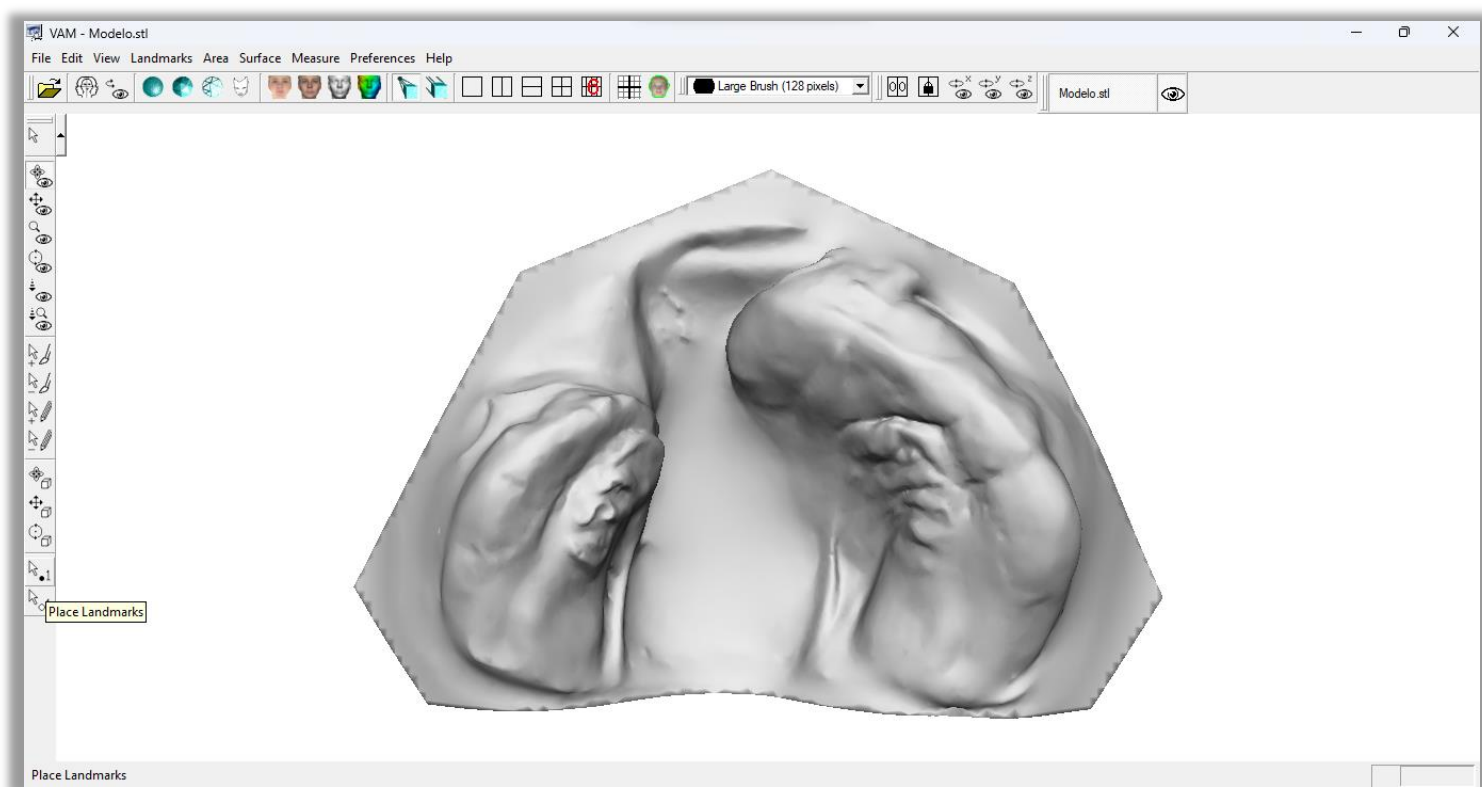 VAM - Modelo.stl
File Edit View Landmarks Area Surface Measure Preferences Help
Large Brush (128 pixels)
Modelo.stl
Place Landmarks
Place Landmarks